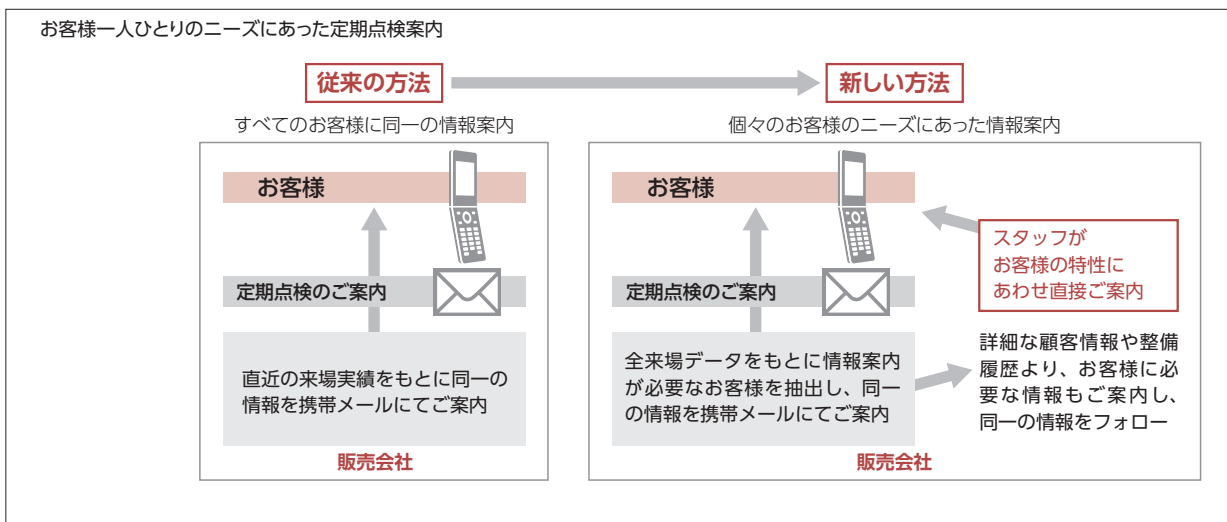 お客様一人ひとりのニーズにあった定期点検案内
従来の方法
すべてのお客様に同一の情報案内
お客様
定期点検のご案内
直近の来場実績をもとに同一の
情報を携帯メールにてご案内
販売会社
新しい方法
個々のお客様のニーズにあった情報案内
お客様
定期点検のご案内
全来場データをもとに情報案内
が必要なお客様を抽出し、同一
の情報を携帯メールにてご案内
スタッフが
お客様の特性に
あわせ直接ご案内
詳細な顧客情報や整備
履歴より、お客様に必
要な情報もご案内し、
同一の情報をフォロー
販売会社